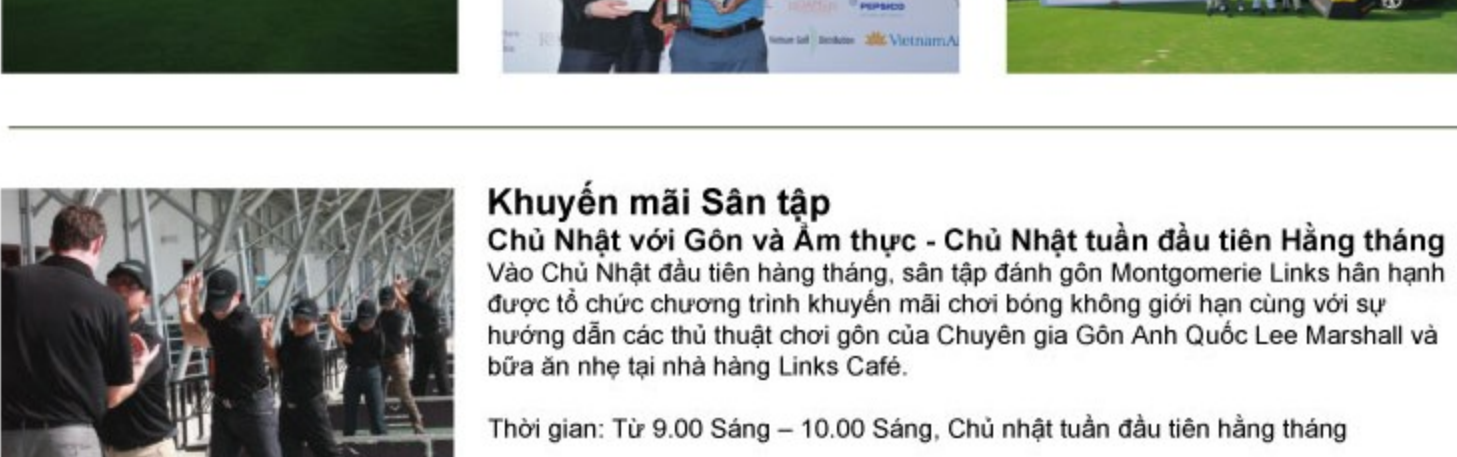 PEPSICO
VietnamAi
Khuyến mãi Sân tập
Chủ Nhật với Gôn và Ẩm thực - Chủ Nhật tuần đầu tiên Hằng tháng
Vào Chủ Nhật đầu tiên hàng tháng, sân tập đánh gôn Montgomerie Links hân hạnh
được tổ chức chương trình khuyến mãi chơi bóng không giới hạn cùng với sự
hướng dẫn các thủ thuật chơi gôn của Chuyên gia Gôn Anh Quốc Lee Marshall và
bữa ăn nhẹ tại nhà hàng Links Café.
Thời gian: Từ 9.00 Sáng – 10.00 Sáng, Chủ nhật tuần đầu tiên hằng tháng